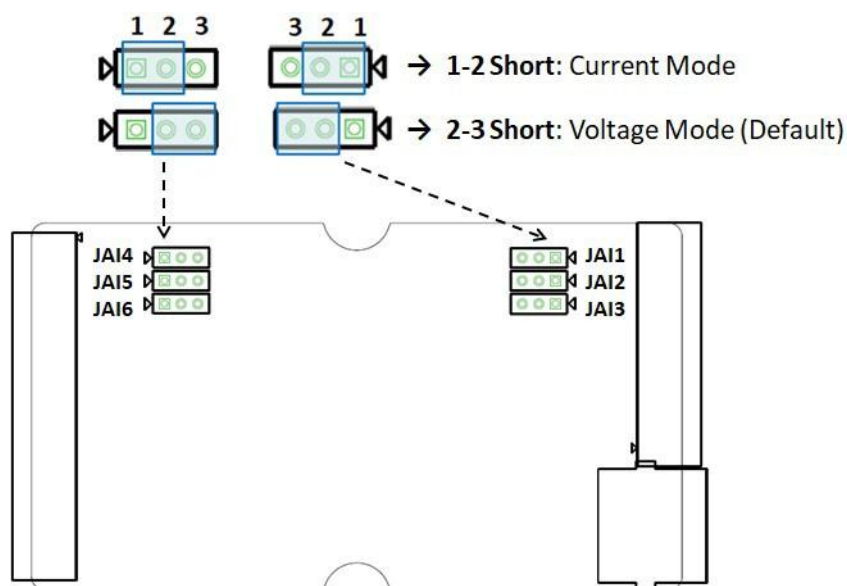 1 2 3
3 2 1
→ 1-2 Short: Current Mode
→ 2-3 Short: Voltage Mode (Default)
JAI4
JAI5
JAI6
JAI1
JAI2
JAI3